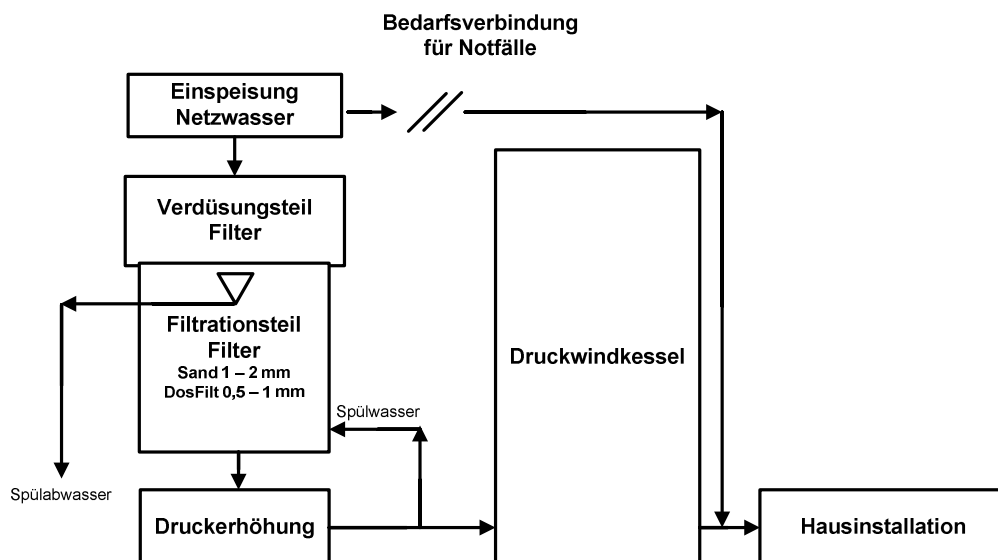 Bedarfsverbindung
für Notfälle
Einspeisung
Netzwasser
Verdüsungsteil
Filter
Filtrationsteil
Filter
Sand 1 – 2 mm
DosFilt 0,5 – 1 mm
Druckwindkessel
Spülwasser
Spülabwasser
Druckerhöhung
Hausinstallation